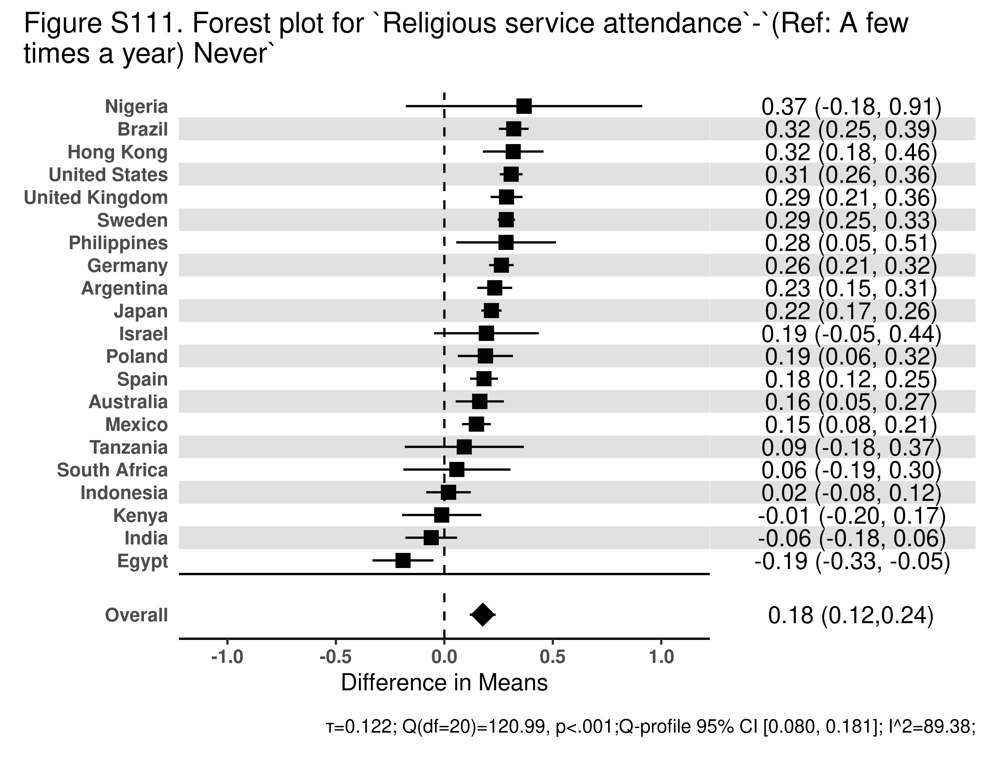 Figure S111. Forest plot for `Religious service attendance`-`(Ref: A few
times a year) Never`
Nigeria 0.37 (-0.18, 0.91)
Brazil 0.32 (0.25, 0.39)
Hong Kong 0.32 (0.18, 0.46)
United States 0.31 (0.26, 0.36)
United Kingdom 0.29 (0.21, 0.36)
Sweden 0.29 (0.25, 0.33)
Philippines 0.28 (0.05, 0.51)
Germany 0.26 (0.21, 0.32)
Argentina 0.23 (0.15, 0.31)
Japan 0.22 (0.17, 0.26)
Israel 0.19 (-0.05, 0.44)
Poland 0.19 (0.06, 0.32)
Spain 0.18 (0.12, 0.25)
Australia 0.16 (0.05, 0.27)
Mexico 0.15 (0.08, 0.21)
Tanzania 0.09 (-0.18, 0.37)
South Africa 0.06 (-0.19, 0.30)
Indonesia 0.02 (-0.08, 0.12)
Kenya -0.01 (-0.20, 0.17)
India -0.06 (-0.18, 0.06)
Egypt -0.19 (-0.33, -0.05)
Overall 0.18 (0.12,0.24)
-1.0 -0.5 0.0 0.5 1.0
Difference in Means
τ=0.122; Q(df=20)=120.99, p<.001;Q-profile 95% CI [0.080, 0.181]; I^2=89.38;